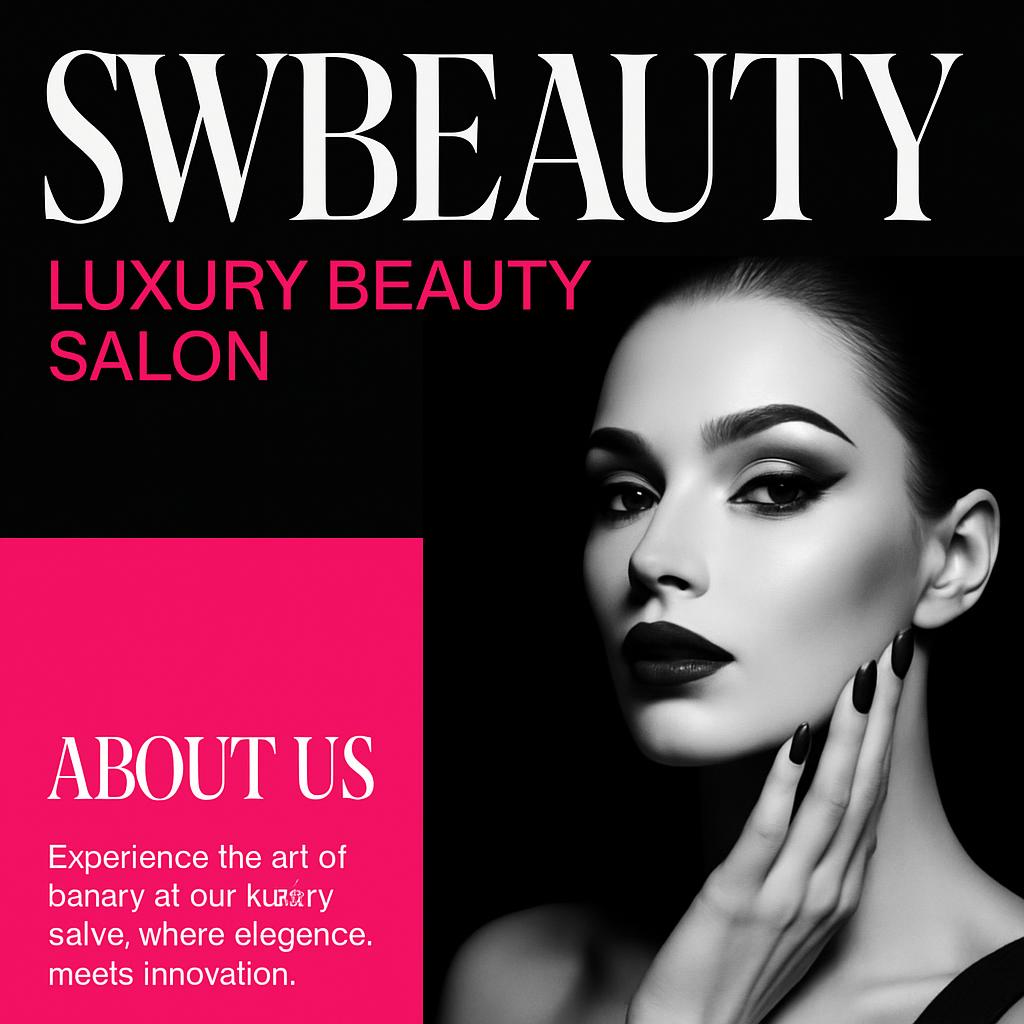 SWBEAUTY
LUXURY BEAUTY
SALON
ABOUT US
Experience the art of
banary at our
salve, where elegence.
meets innovation.